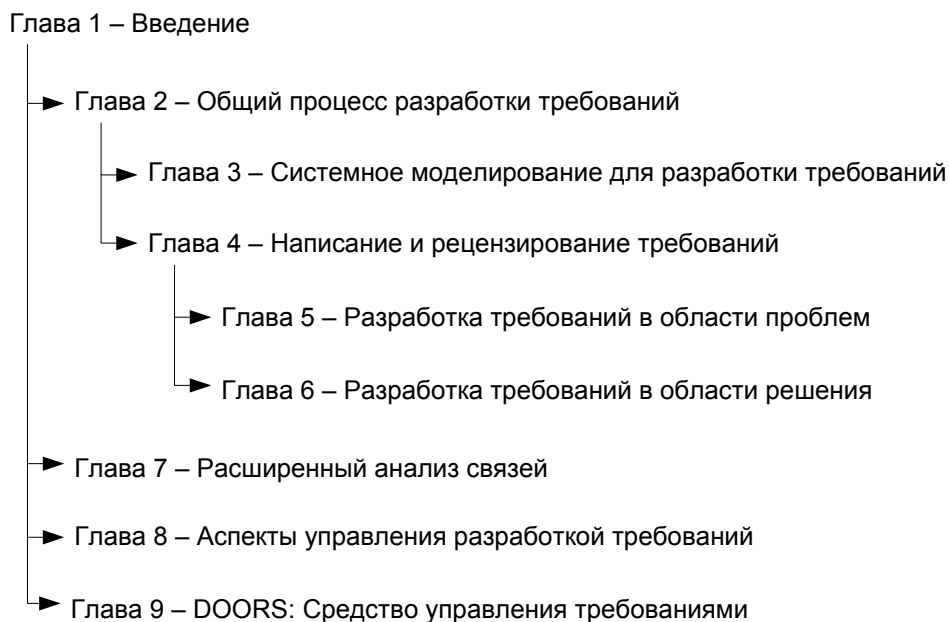 Глава 1 – Введение
Глава 2 – Общий процесс разработки требований
Глава 3 – Системное моделирование для разработки требований
Глава 4 – Написание и рецензирование требований
Глава 5 – Разработка требований в области проблем
Глава 6 – Разработка требований в области решения
Глава 7 – Расширенный анализ связей
Глава 8 – Аспекты управления разработкой требований
Глава 9 – DOORS: Средство управления требованиями